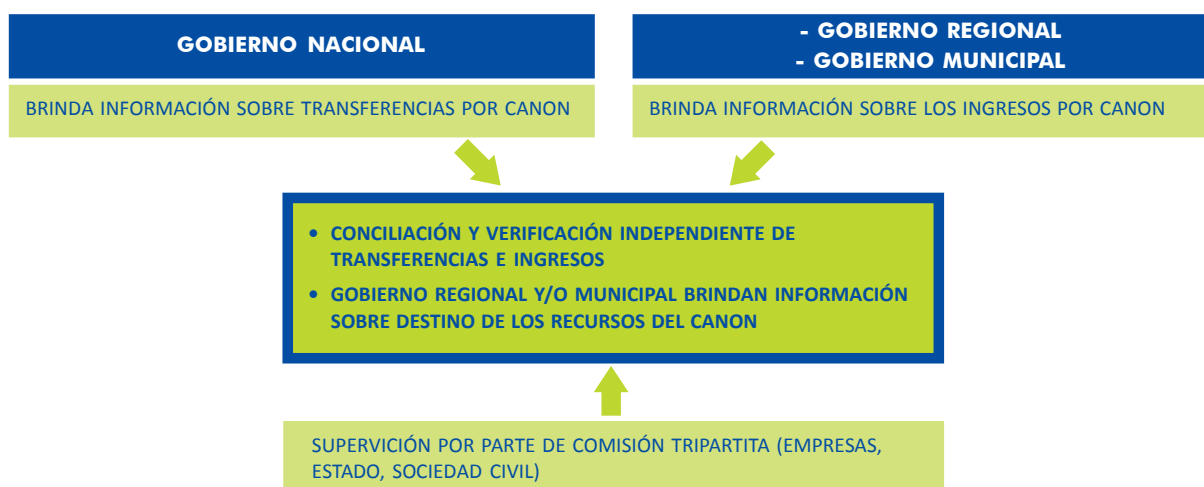 GOBIERNO NACIONAL
BRINDA INFORMACIÓN SOBRE TRANSFERENCIAS POR CANON
- GOBIERNO REGIONAL
- GOBIERNO MUNICIPAL
BRINDA INFORMACIÓN SOBRE LOS INGRESOS POR CANON
• CONCILIACIÓN Y VERIFICACIÓN INDEPENDIENTE DE
TRANSFERENCIAS E INGRESOS
• GOBIERNO REGIONAL Y/O MUNICIPAL BRINDAN INFORMACIÓN
SOBRE DESTINO DE LOS RECURSOS DEL CANON
SUPERVICIÓN POR PARTE DE COMISIÓN TRIPARTITA (EMPRESAS,
ESTADO, SOCIEDAD CIVIL)